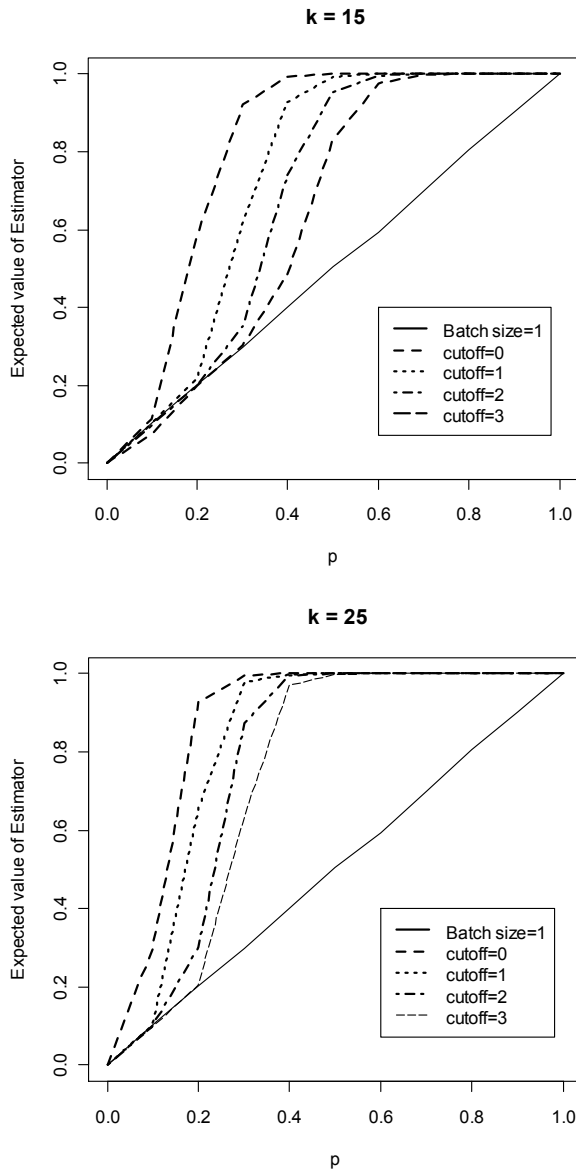 k = 15
Expected value of Estimator
1.0
0.8
0.6
0.4
0.2
0.0
Batch size=1
cutoff=0
cutoff=1
cutoff=2
cutoff=3
0.0 0.2 0.4 0.6 0.8 1.0
p
k = 25
Expected value of Estimator
1.0
0.8
0.6
0.4
0.2
0.0
Batch size=1
cutoff=0
cutoff=1
cutoff=2
cutoff=3
0.0 0.2 0.4 0.6 0.8 1.0
p